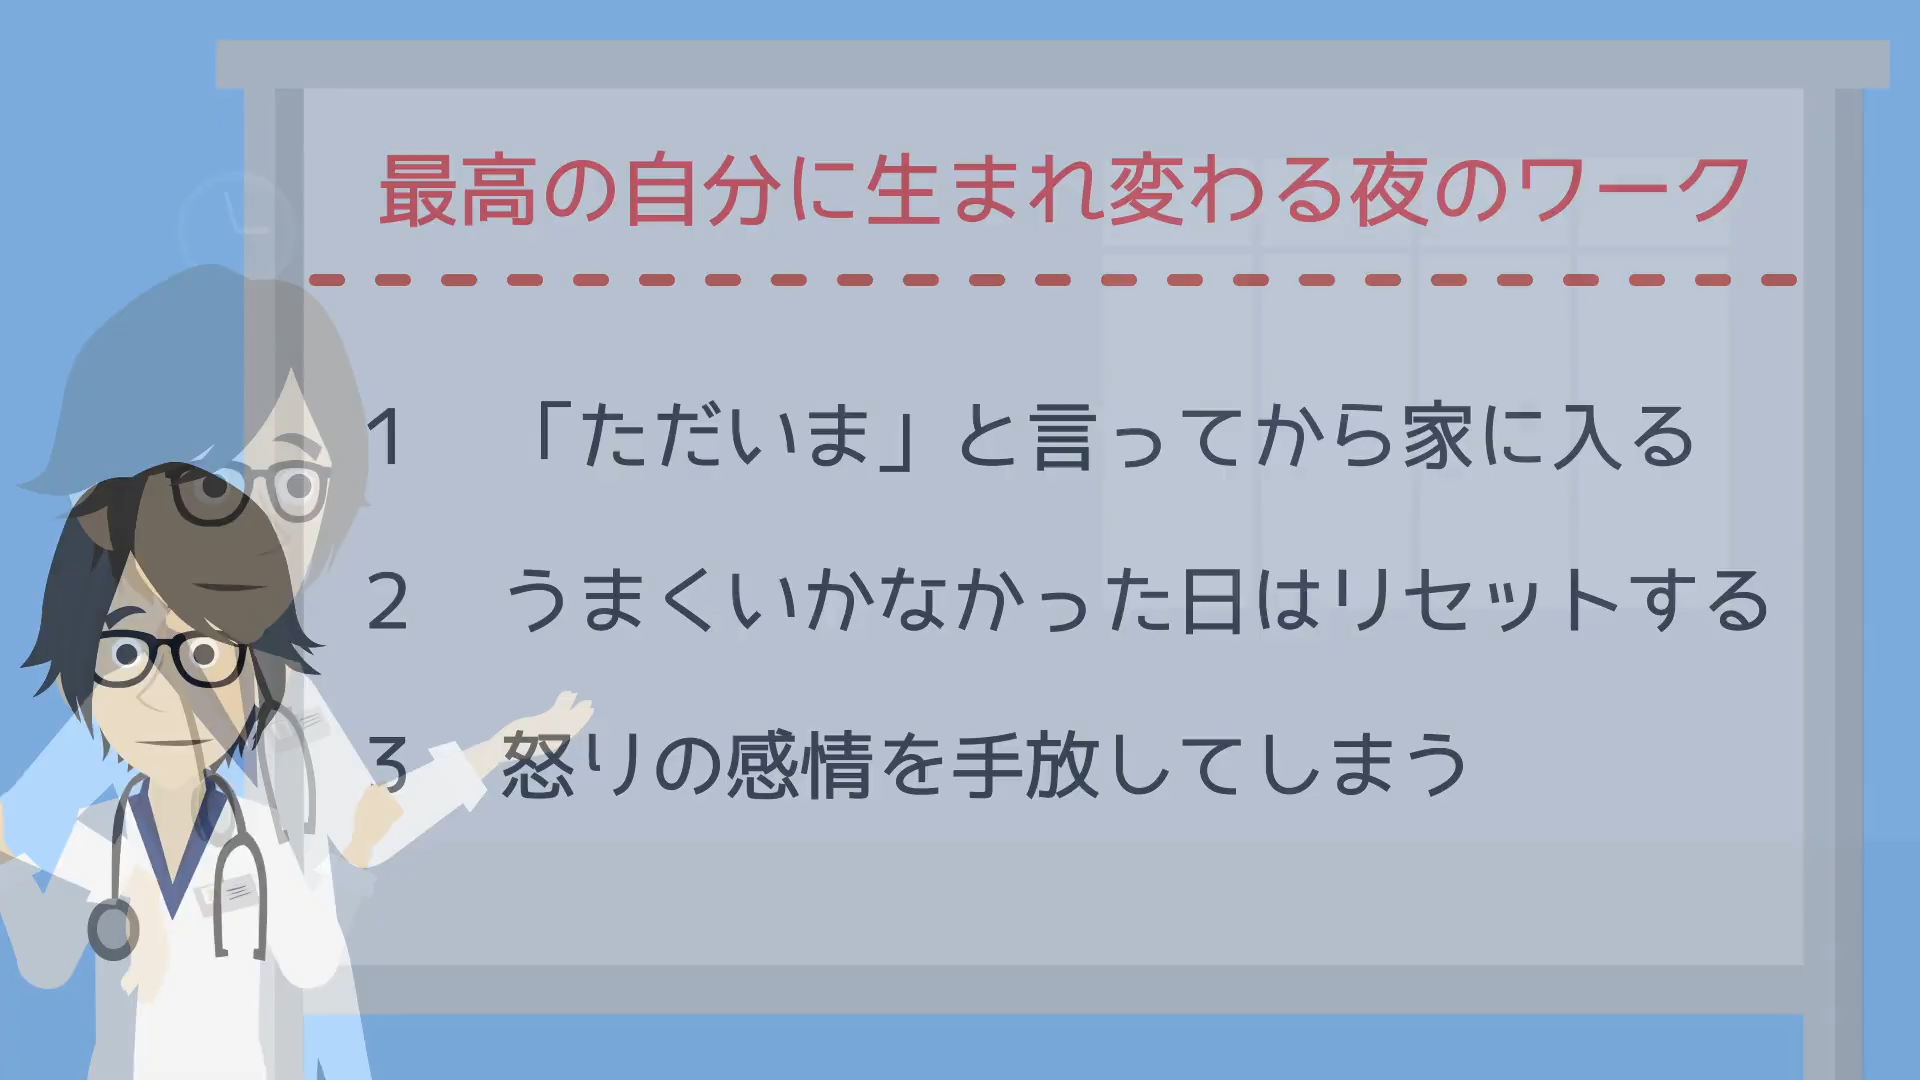 最高の自分に生まれ変わる夜のワーク
1 「ただいま」と言ってから家に入る
2 うまくいかなかった日はリセットする
3 怒りの感情を手放してしまう